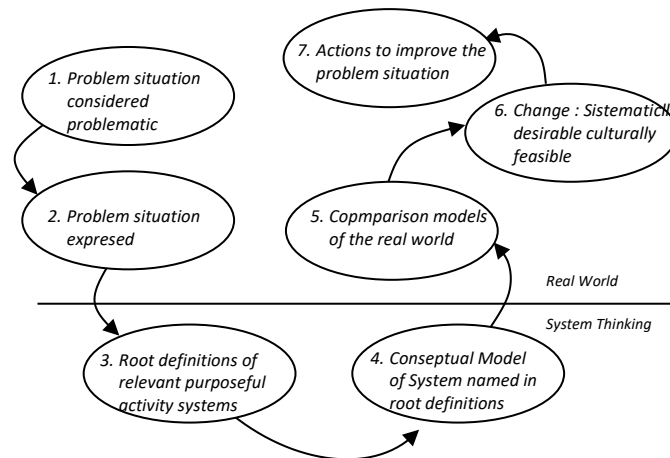 1. Problem situation
considered
problematic
2. Problem situation
expresed
3. Root definitions of
relevant purposeful
activity systems
4. Conseptual Model
of System named in
root definitions
5. Copmparison models
of the real world
6. Change : Sistematicll
desirable culturally
feasible
7. Actions to improve the
problem situation
Real World
System Thinking